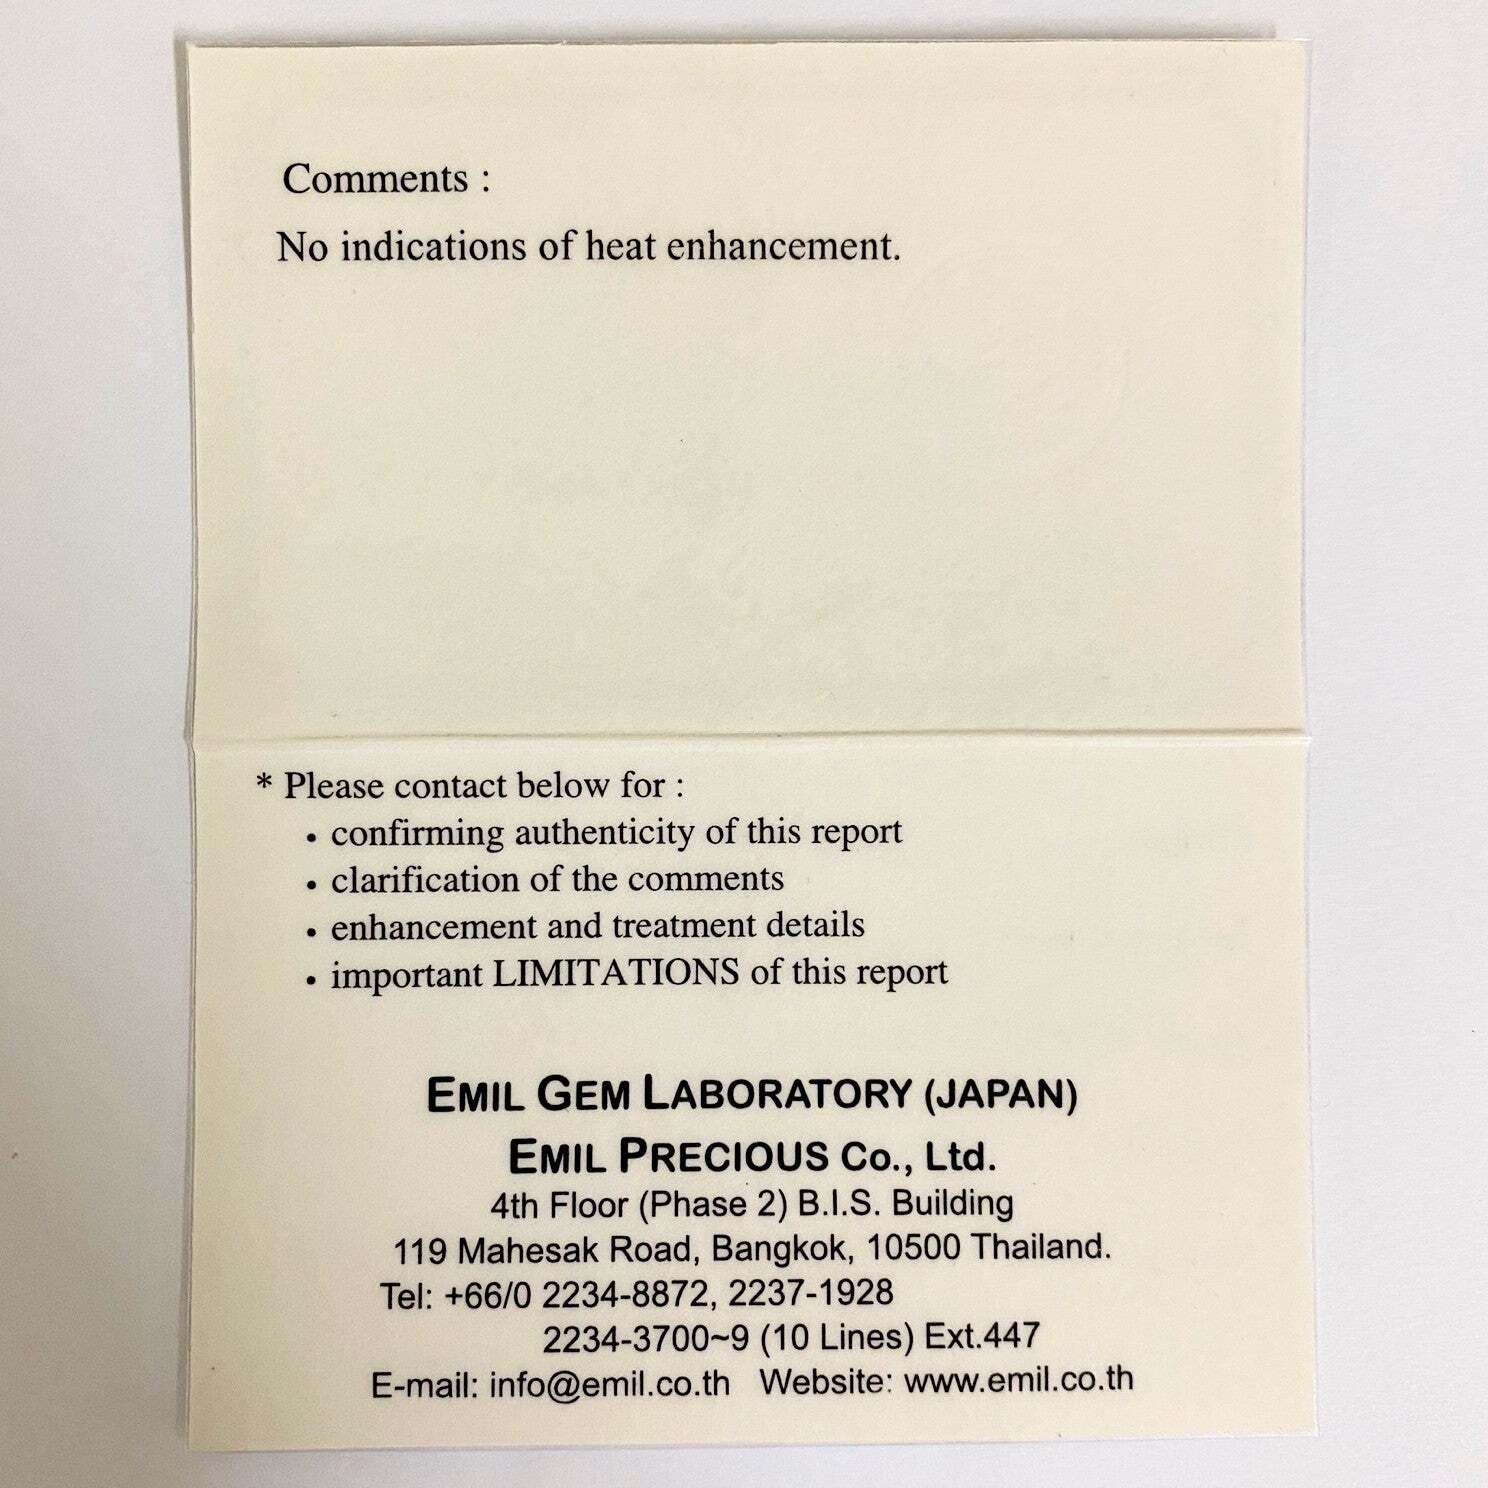 Comments :
No indications of heat enhancement.
* Please contact below for :
• confirming authenticity of this report
• clarification of the comments
• enhancement and treatment details
• important LIMITATIONS of this report
EMIL GEM LABORATORY (JAPAN)
EMIL PRECIOUS Co., Ltd.
4th Floor (Phase 2) B.I.S. Building
119 Mahesak Road, Bangkok, 10500 Thailand.
Tel: +66/0 2234-8872, 2237-1928
2234-3700~9 (10 Lines) Ext.447
E-mail: info@emil.co.th Website: www.emil.co.th